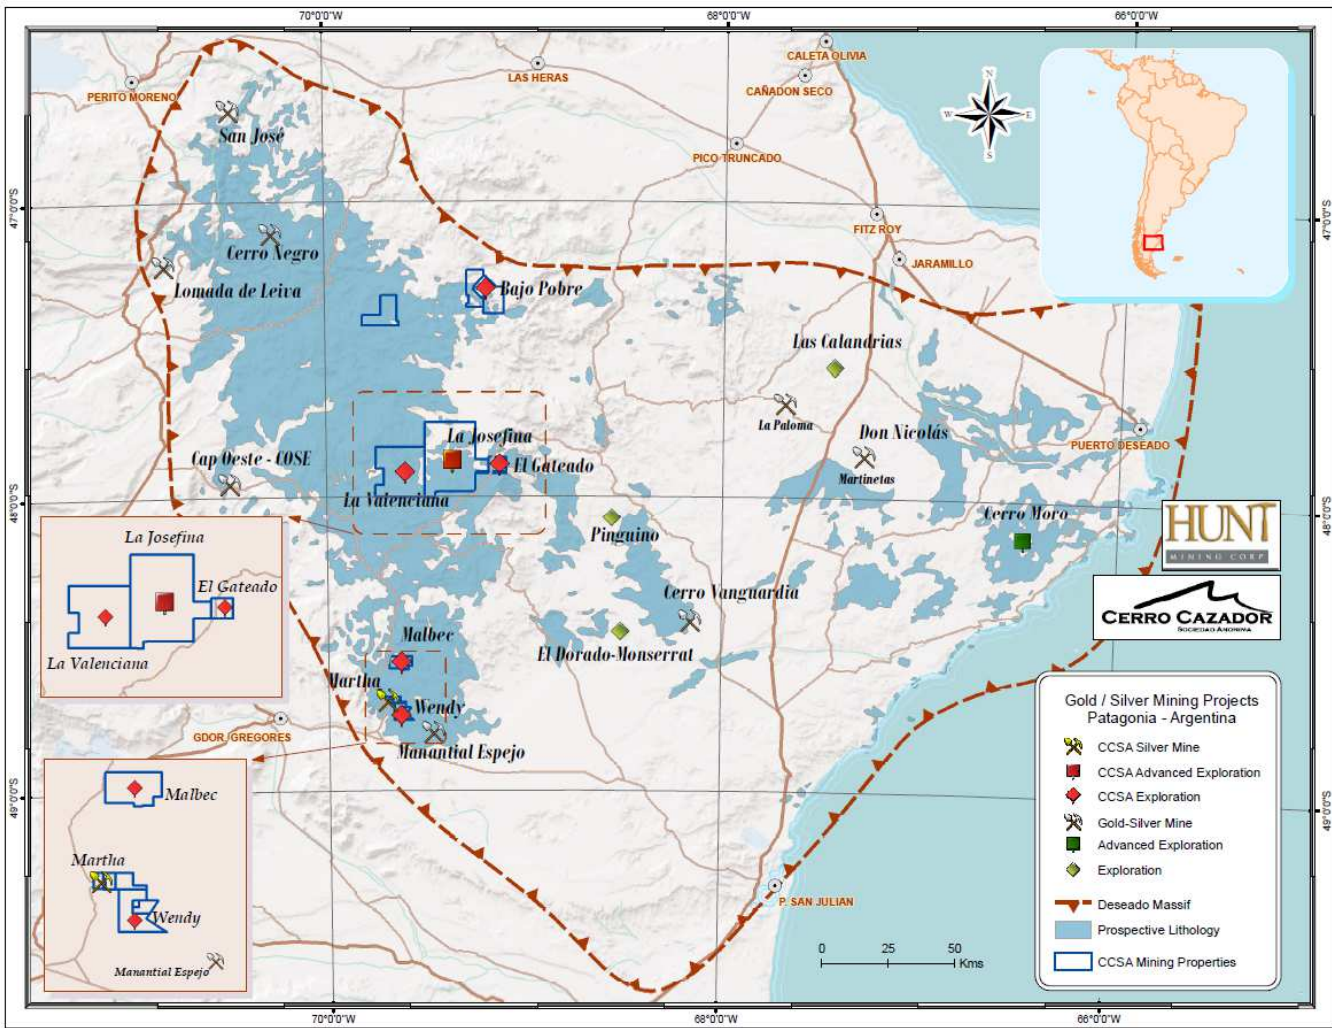 70°0'0"W
68°0'0"W
66°0'0"W
CALETA OLIVIA
LAS HERAS
CAÑADON SECO
PERITO MORENO
N
W
E
S
San José
PICO TRUNCADO
47°0'0"S
47°0'0"S
FITZ ROY
Cerro Negro
JARAMILLO
Lomada de Leiva
Bajo Pobre
Las Calandrias
La Paloma
La Josefina
Don Nicolás
PUERTO DESEADO
Cap Oeste - COSE
El Gateado
Martinetas
La Valenciana
48°0'0"S
48°0'0"S
Cerro Moro
Pinguino
HUNT
MINING CORP
La Josefina
El Gateado
La Valenciana
Cerro Vanguardia
CERRO CAZADOR
SOCIEDAD ANONIMA
Malbec
El Dorado-Monserrat
Martha
Wendy
GDOR. GREGORES
Manantial Espejo
Gold / Silver Mining Projects
Patagonia - Argentina
CCSA Silver Mine
CCSA Advanced Exploration
CCSA Exploration
Gold-Silver Mine
Advanced Exploration
Exploration
Deseado Massif
Prospective Lithology
CCSA Mining Properties
49°0'0"S
49°0'0"S
Malbec
Martha
Wendy
Manantial Espejo
P. SAN JULIAN
0 25 50
Kms
70°0'0"W
68°0'0"W
66°0'0"W